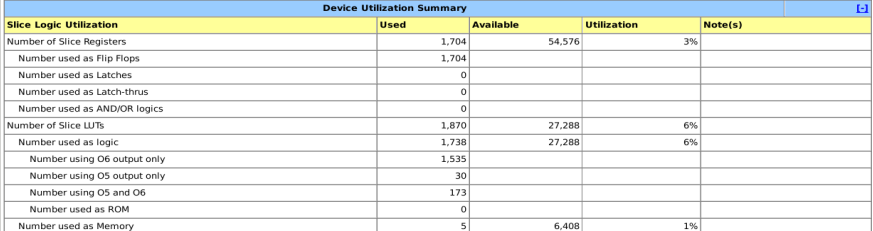 Device Utilization Summary [-]
Slice Logic Utilization Used Available Utilization Note(s)
Number of Slice Registers 1,704 54,576 3%
Number used as Flip Flops 1,704
Number used as Latches 0
Number used as Latch-thrus 0
Number used as AND/OR logics 0
Number of Slice LUTs 1,870 27,288 6%
Number used as logic 1,738 27,288 6%
Number using O6 output only 1,535
Number using O5 output only 30
Number using O5 and O6 173
Number used as ROM 0
Number used as Memory 5 6,408 1%